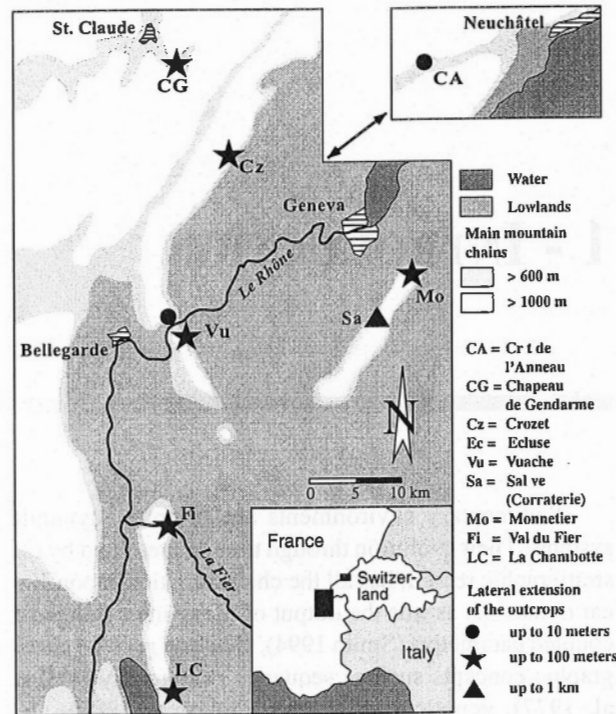 St. Claude
CG
Neuchâtel
CA
Cz
Geneva
Le Rhône
Mo
Sa
Vu
Bellegarde
N
0 5 10 km
Fi
La Fier
LC
France
Switzer-
land
Italy
Water
Lowlands
Main mountain
chains
> 600 m
> 1000 m
CA = Cr t de
l'Anneau
CG = Chapeau
de Gendarme
Cz = Crozet
Ec = Ecluse
Vu = Vuache
Sa = Sal ve
(Corraterie)
Mo = Monnetier
Fi = Val du Fier
LC = La Chambotte
Lateral extension
of the outcrops
up to 10 meters
up to 100 meters
up to 1 km